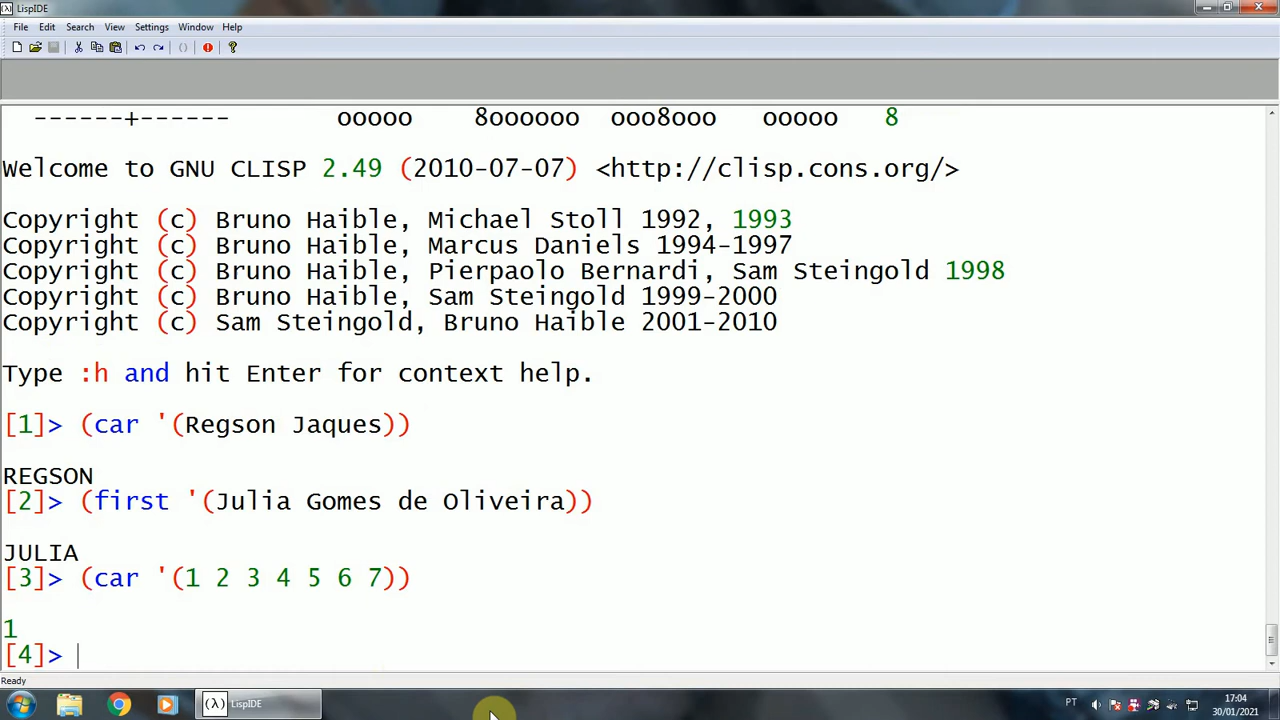 LispIDE
File Edit Search View Settings Window Help
------+------ ooooo 8oooooo ooo8ooo ooooo 8
Welcome to GNU CLISP 2.49 (2010-07-07) <http://clisp.cons.org/>
Copyright (c) Bruno Haible, Michael Stoll 1992, 1993
Copyright (c) Bruno Haible, Marcus Daniels 1994-1997
Copyright (c) Bruno Haible, Pierpaolo Bernardi, Sam Steingold 1998
Copyright (c) Bruno Haible, Sam Steingold 1999-2000
Copyright (c) Sam Steingold, Bruno Haible 2001-2010
Type :h and hit Enter for context help.
[1]> (car '(Regson Jaques))
REGSON
[2]> (first '(Julia Gomes de Oliveira))
JULIA
[3]> (car '(1 2 3 4 5 6 7))
1
[4]>
Ready
(λ) LispIDE
PT
17:04
30/01/2021